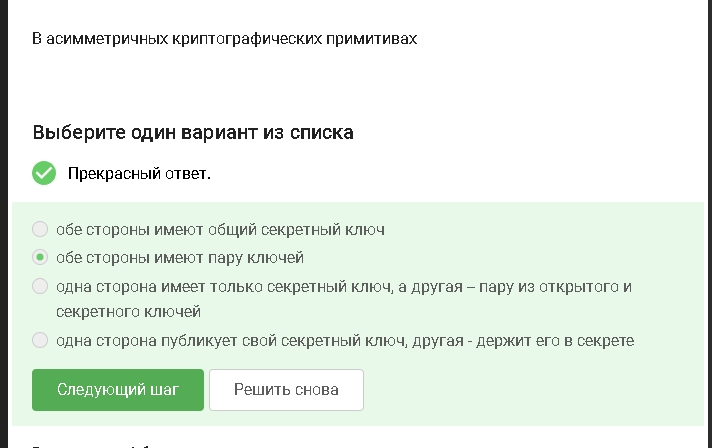 В асимметричных криптографических примитивах
Выберите один вариант из списка
Прекрасный ответ.
обе стороны имеют общий секретный ключ
обе стороны имеют пару ключей
одна сторона имеет только секретный ключ, а другая – пару из открытого и
секретного ключей
одна сторона публикует свой секретный ключ, другая - держит его в секрете
Следующий шаг
Решить снова